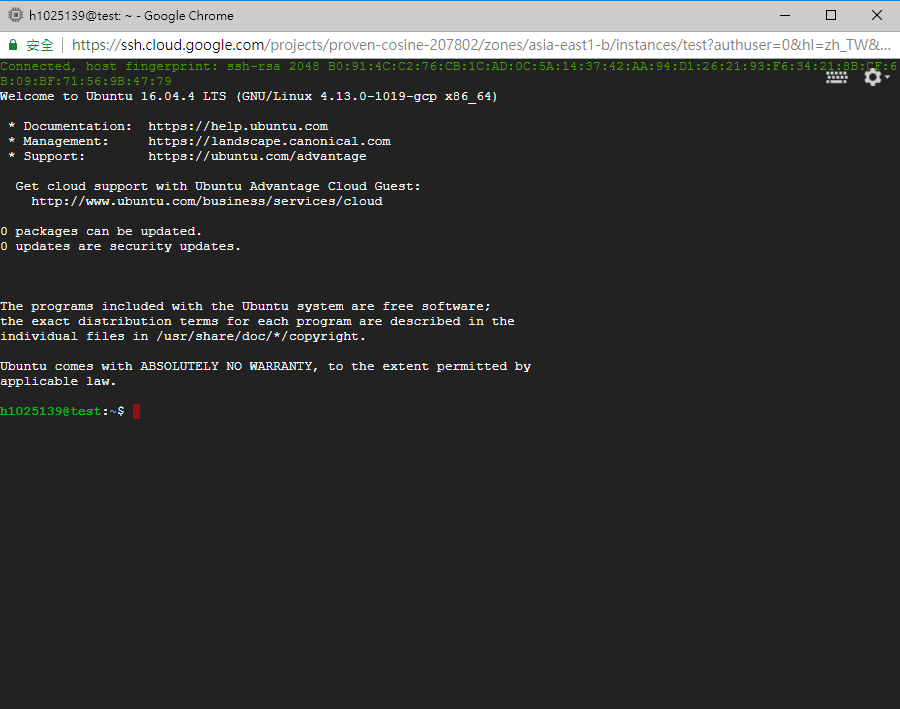 h1025139@test: ~ - Google Chrome
安全 | https://ssh.cloud.google.com/projects/proven-cosine-207802/zones/asia-east1-b/instances/test?authuser=0&hl=zh_TW&...
Connected, host fingerprint: ssh-rsa 2048 B0:91:4C:C2:76:CB:1C:AD:0C:5A:14:37:42:AA:94:D1:26:21:93:F6:34:21:8B:CF:6
B:09:BF:71:56:9B:47:79
Welcome to Ubuntu 16.04.4 LTS (GNU/Linux 4.13.0-1019-gcp x86_64)
* Documentation: https://help.ubuntu.com
* Management: https://landscape.canonical.com
* Support: https://ubuntu.com/advantage
Get cloud support with Ubuntu Advantage Cloud Guest:
http://www.ubuntu.com/business/services/cloud
0 packages can be updated.
0 updates are security updates.
The programs included with the Ubuntu system are free software;
the exact distribution terms for each program are described in the
individual files in /usr/share/doc/*/copyright.
Ubuntu comes with ABSOLUTELY NO WARRANTY, to the extent permitted by
applicable law.
h1025139@test:~$